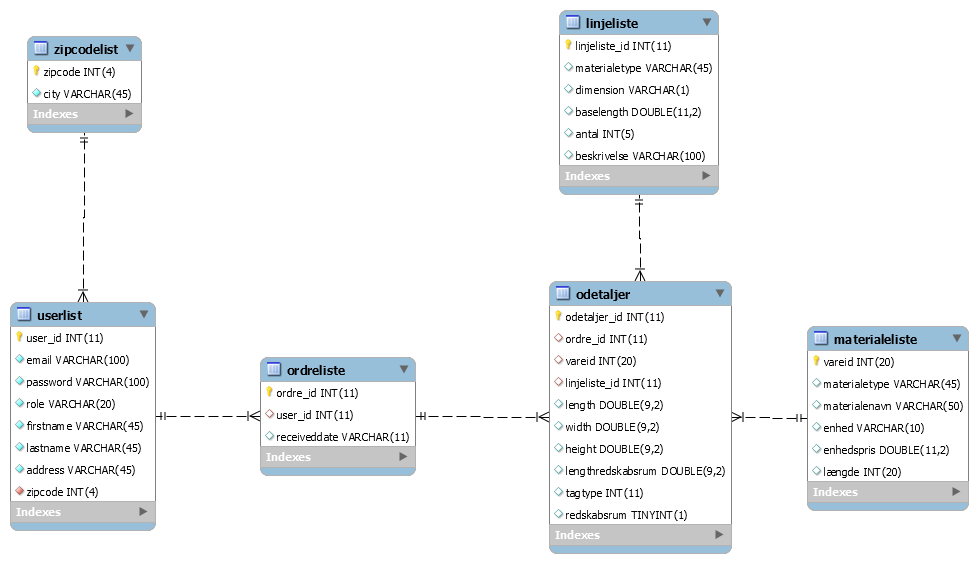 zipcodelist
zipcode INT(4)
city VARCHAR(45)
Indexes
linjeliste
linjeliste_id INT(11)
materialetype VARCHAR(45)
dimension VARCHAR(1)
baselength DOUBLE(11,2)
antal INT(5)
beskrivelse VARCHAR(100)
Indexes
userlist
user_id INT(11)
email VARCHAR(100)
password VARCHAR(100)
role VARCHAR(20)
firstname VARCHAR(45)
lastname VARCHAR(45)
address VARCHAR(45)
zipcode INT(4)
Indexes
ordreliste
ordre_id INT(11)
user_id INT(11)
receiveddate VARCHAR(11)
Indexes
odetaljer
odetaljer_id INT(11)
ordre_id INT(11)
vareid INT(20)
linjeliste_id INT(11)
length DOUBLE(9,2)
width DOUBLE(9,2)
height DOUBLE(9,2)
lengthredskabsrum DOUBLE(9,2)
tagtype INT(11)
redskabsrum TINYINT(1)
Indexes
materialeliste
vareid INT(20)
materialetype VARCHAR(45)
materialenavn VARCHAR(50)
enhed VARCHAR(10)
enhedspris DOUBLE(11,2)
længde INT(20)
Indexes